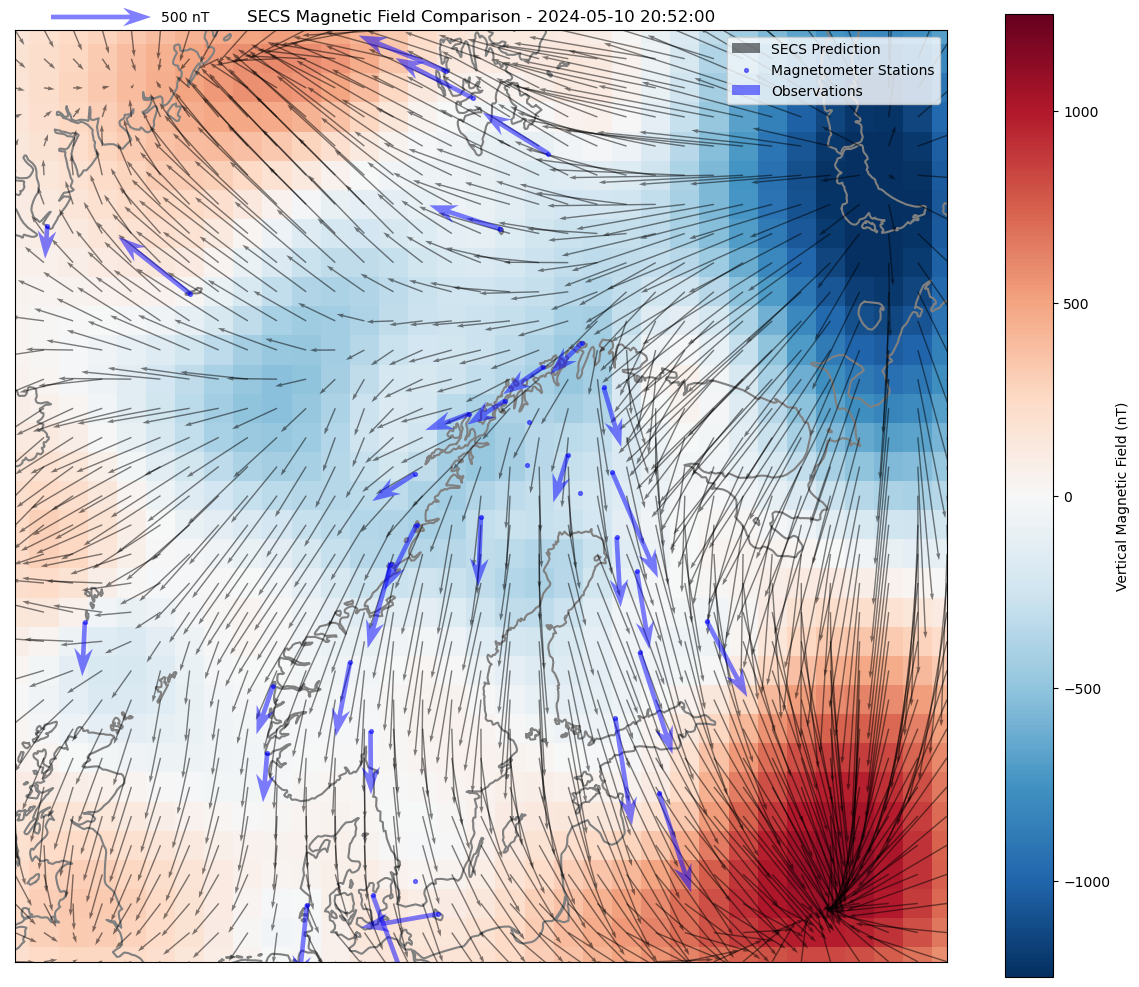 500 nT
SECS Magnetic Field Comparison - 2024-05-10 20:52:00
SECS Prediction
Magnetometer Stations
Observations
1000
500
0
−500
−1000
Vertical Magnetic Field (nT)